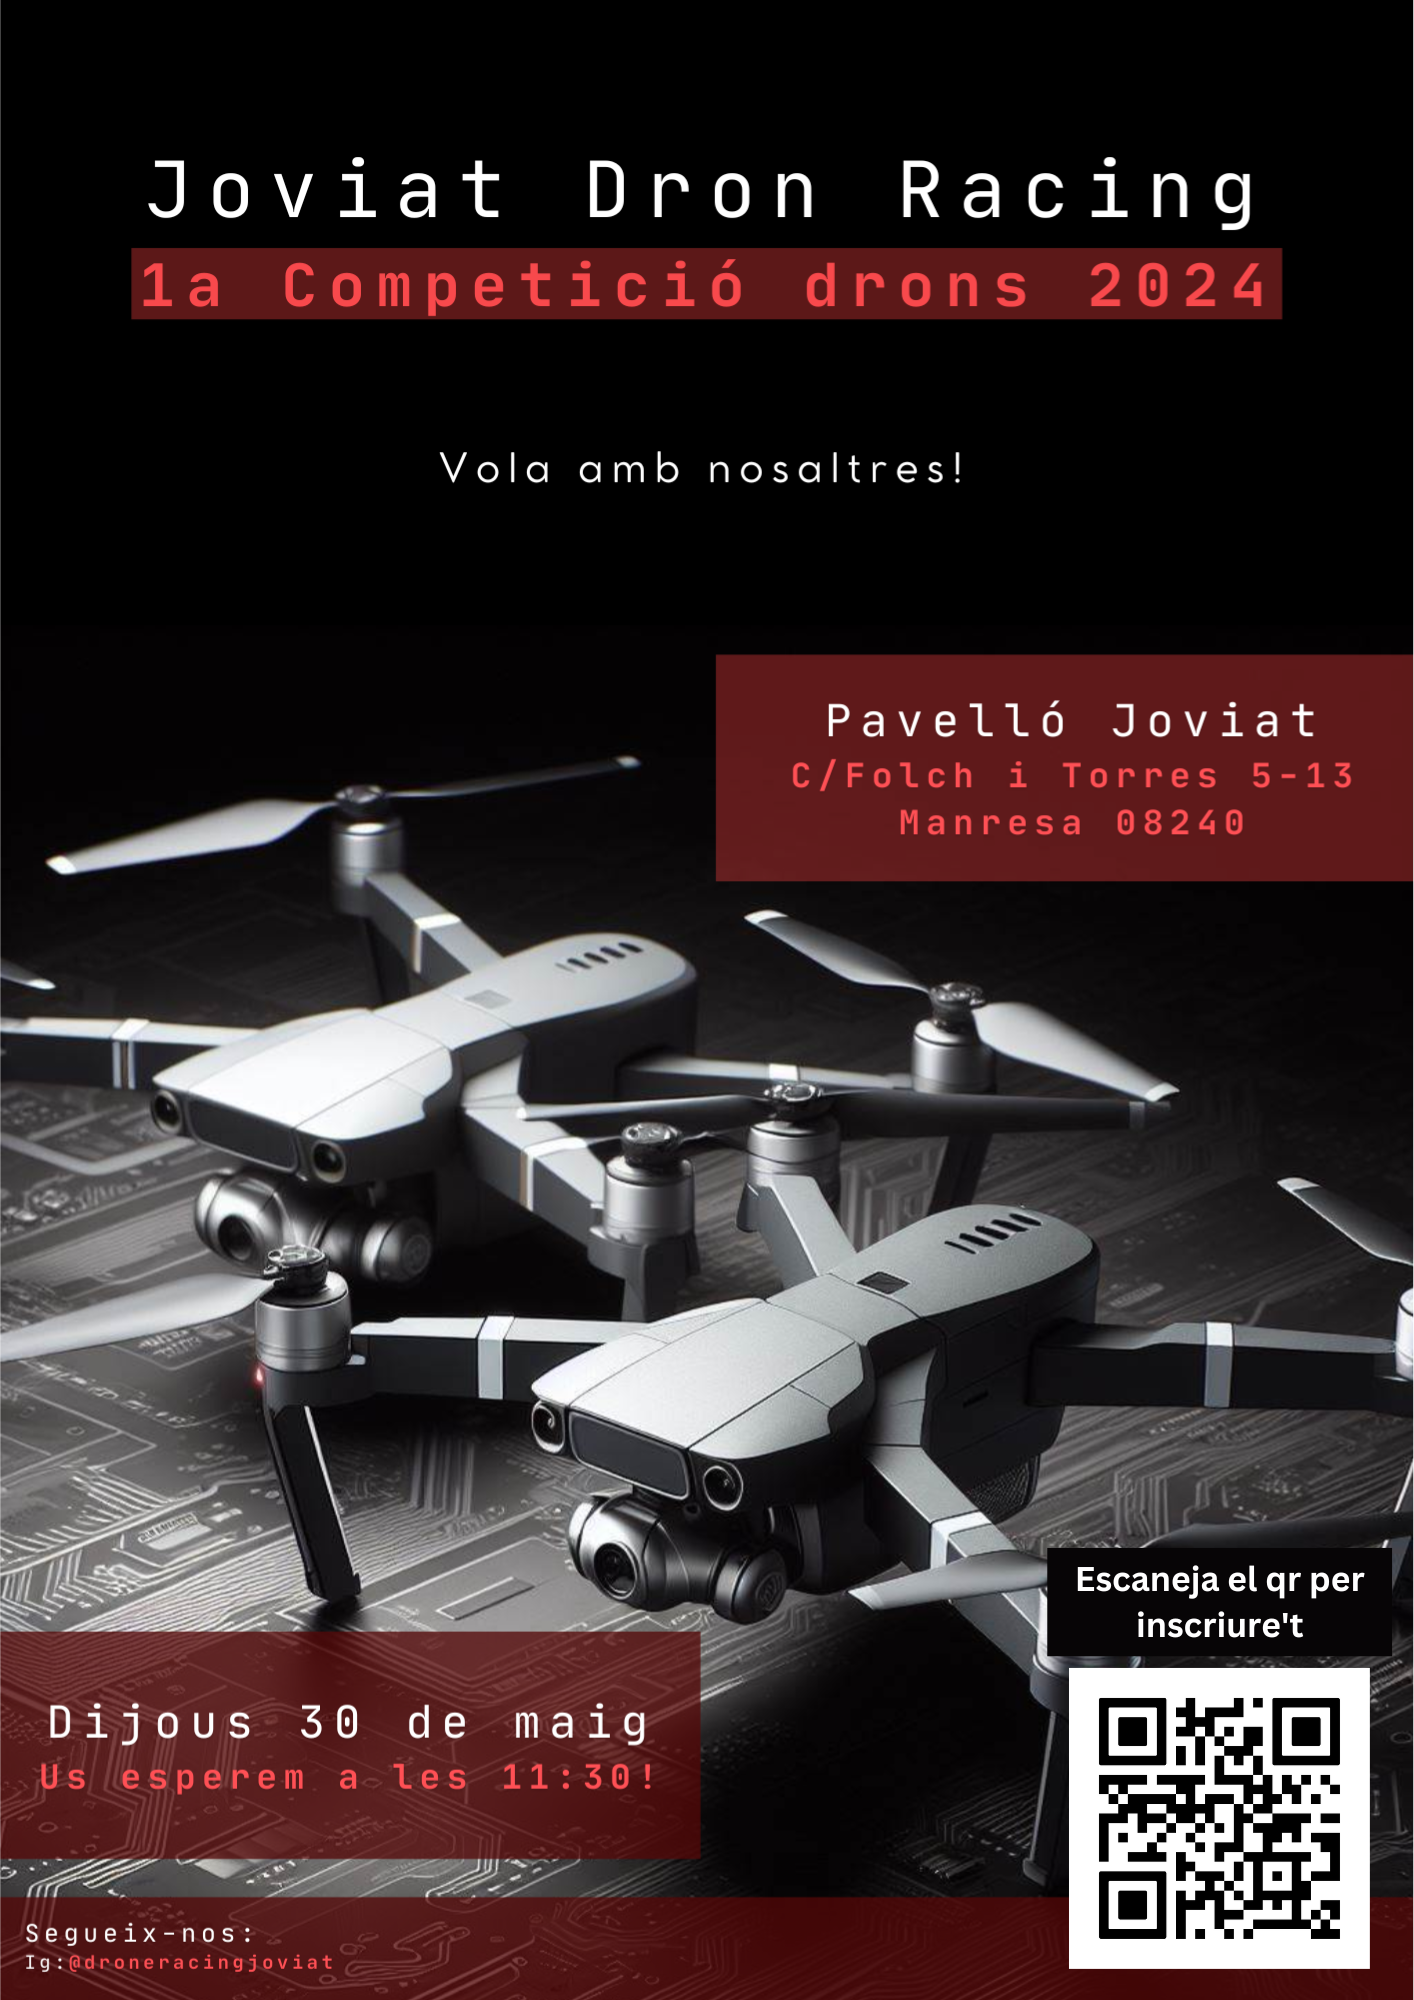 Joviat Dron Racing
1a Competició drons 2024
Vola amb nosaltres!
Pavelló Joviat
C/Folch i Torres 5-13
Manresa 08240
Escaneja el qr per
inscriure't
Dijous 30 de maig
Us esperem a les 11:30!
Segueix-nos:
Ig:@droneracingjoviat